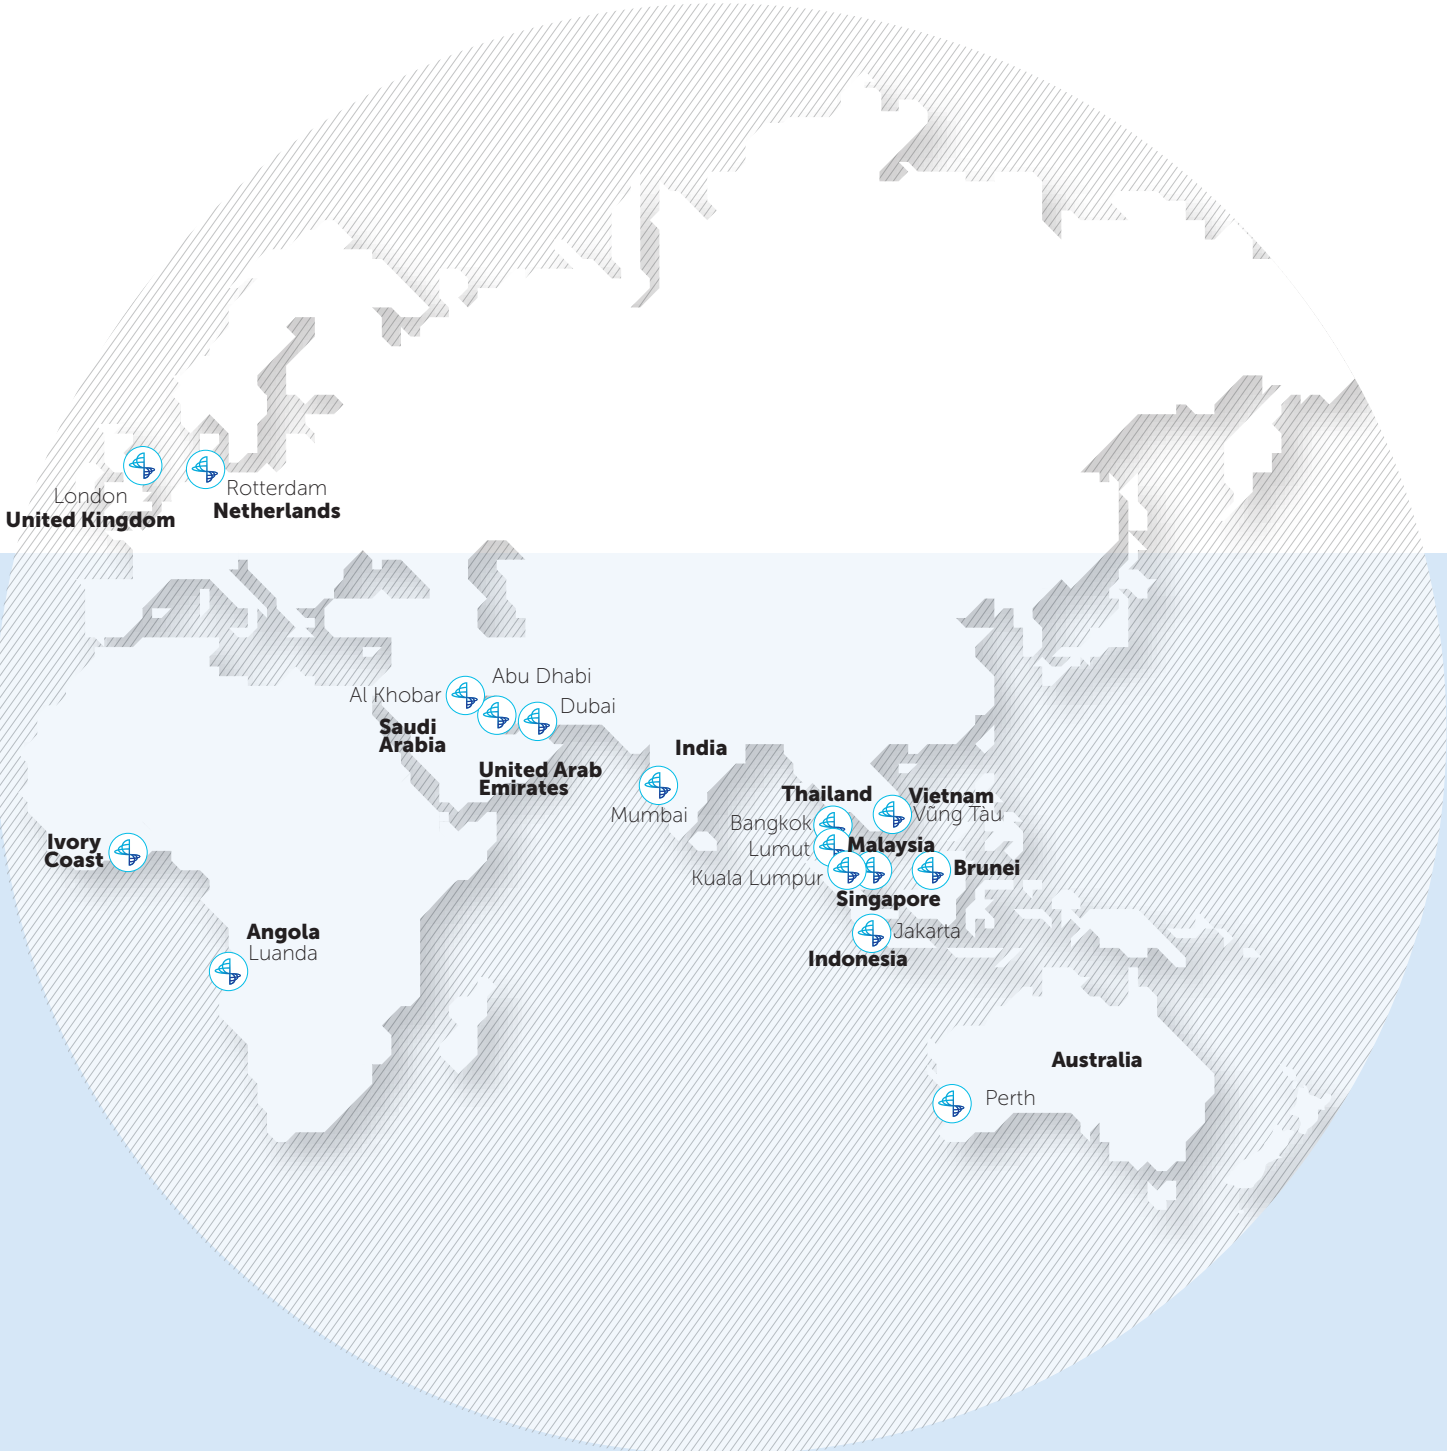 London
United Kingdom
Rotterdam
Netherlands
Abu Dhabi
Al Khobar
Dubai
Saudi
Arabia
United Arab
Emirates
India
Mumbai
Thailand
Bangkok
Vietnam
Vũng Tàu
Lumut
Malaysia
Kuala Lumpur
Brunei
Singapore
Jakarta
Indonesia
Ivory
Coast
Angola
Luanda
Australia
Perth